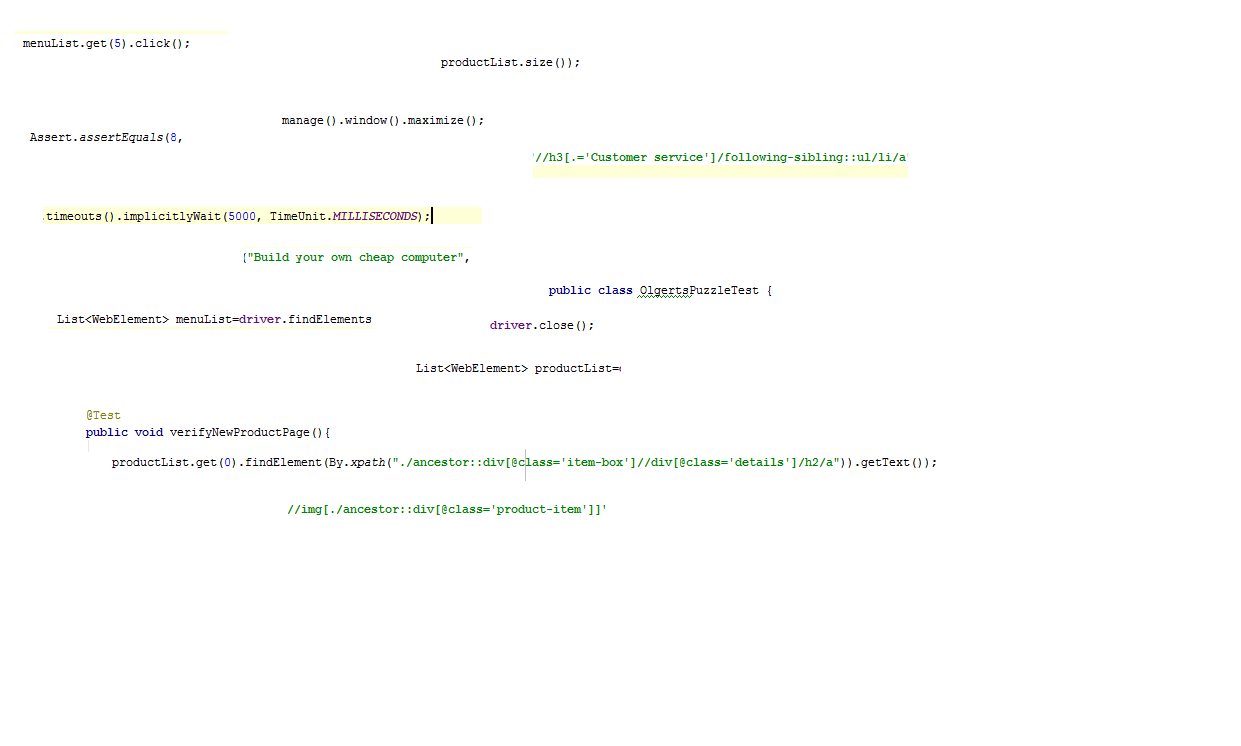 menuList.get(5).click();
productList.size());
manage().window().maximize();
Assert.assertEquals(8,
'//h3[.='Customer service']/following-sibling::ul/li/a
.timeouts().implicitlyWait(5000, TimeUnit.MILLISECONDS);
("Build your own cheap computer",
public class OlgertsPuzzleTest {
List<WebElement> menuList=driver.findElements
driver.close();
List<WebElement> productList=
@Test
public void verifyNewProductPage(){
productList.get(0).findElement(By.xpath("./ancestor::div[@class='item-box']//div[@class='details']/h2/a")).getText());
//img[./ancestor::div[@class='product-item']]'